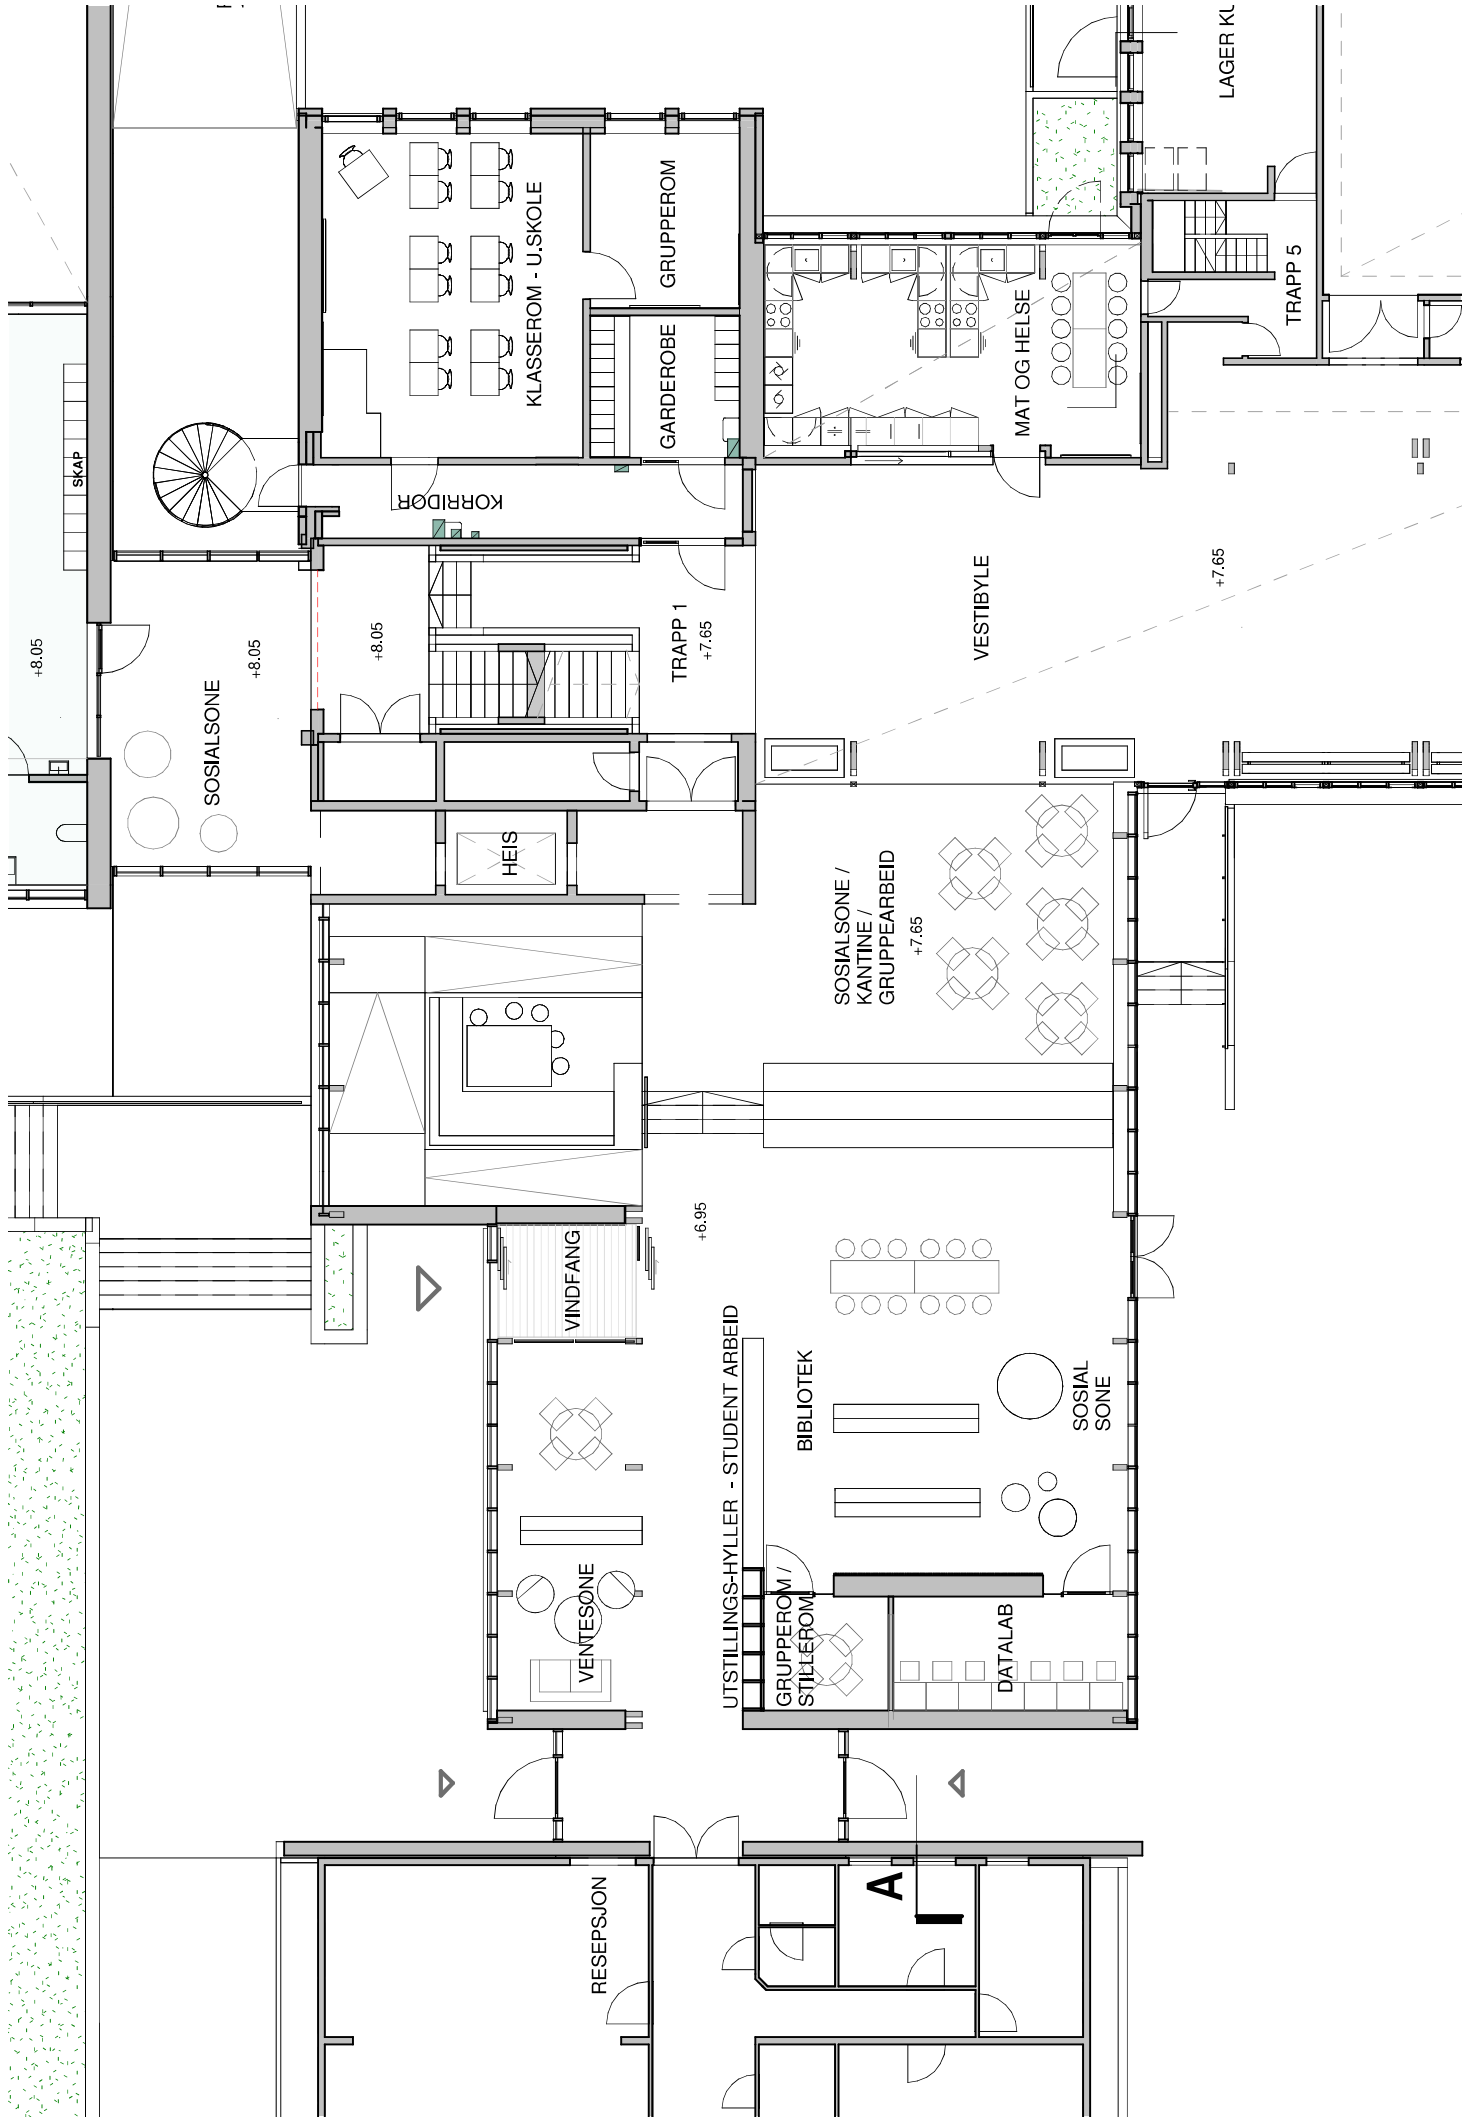 LAGER KU
KLASSEROM - U.SKOLE
GRUPPEROM
GARDEROBE
MAT OG HELSE
TRAPP 5
SKAP
KORRIDOR
+8.05
+8.05
+8.05
SOSIALSONE
TRAPP 1
+7.65
VESTIBYLE
+7.65
HEIS
SOSIALSONE /
KANTINE /
GRUPPEARBEID
+7.65
+6.95
VINDFANG
UTSTILLINGS-HYLLER - STUDENT ARBEID
BIBLIOTEK
SOSIAL
SONE
VENTESONE
GRUPPEROM /
STILLEROM
DATALAB
RESEPSJON
A